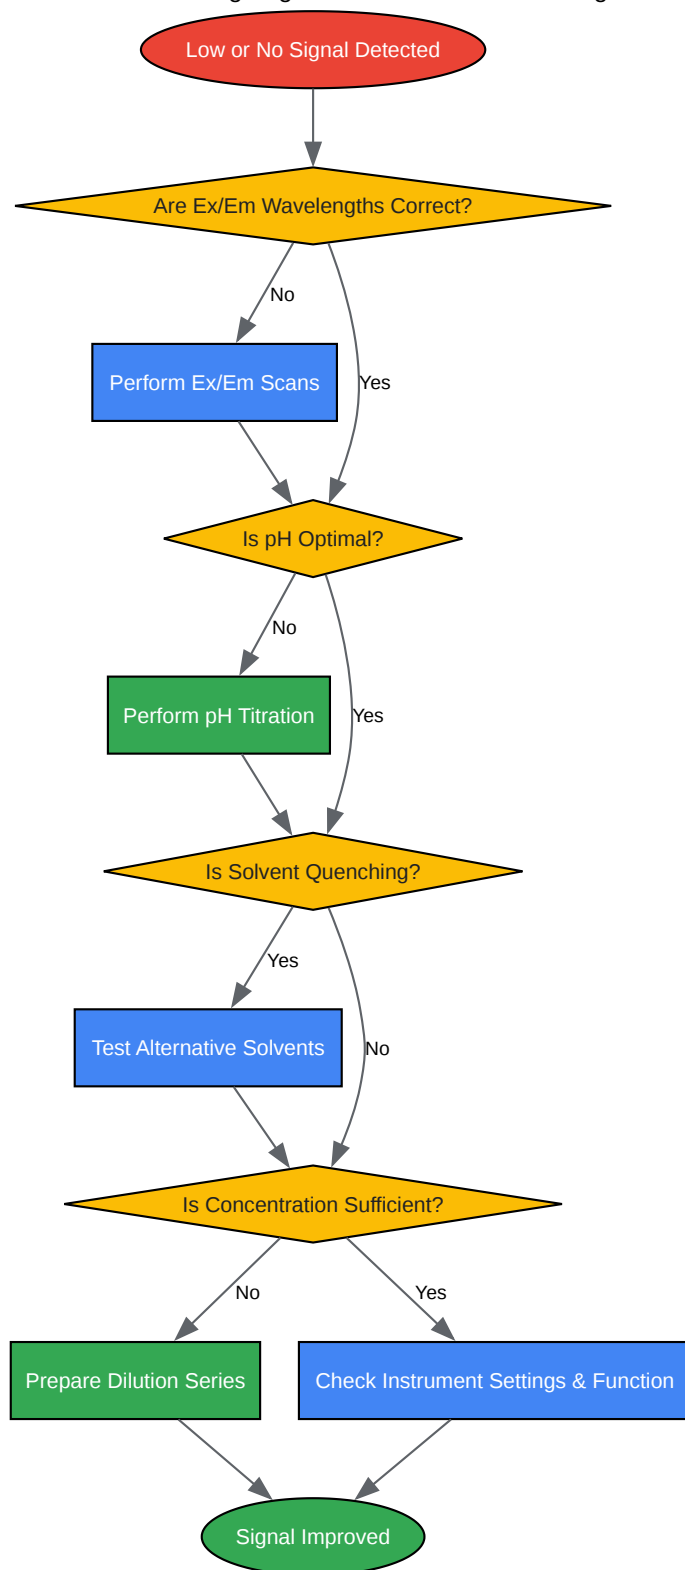 Low or No Signal Detected
Are Ex/Em Wavelengths Correct?
No
Perform Ex/Em Scans
Yes
Is pH Optimal?
No
Perform pH Titration
Yes
Is Solvent Quenching?
Yes
Test Alternative Solvents
No
Is Concentration Sufficient?
No
Yes
Prepare Dilution Series
Check Instrument Settings & Function
Signal Improved